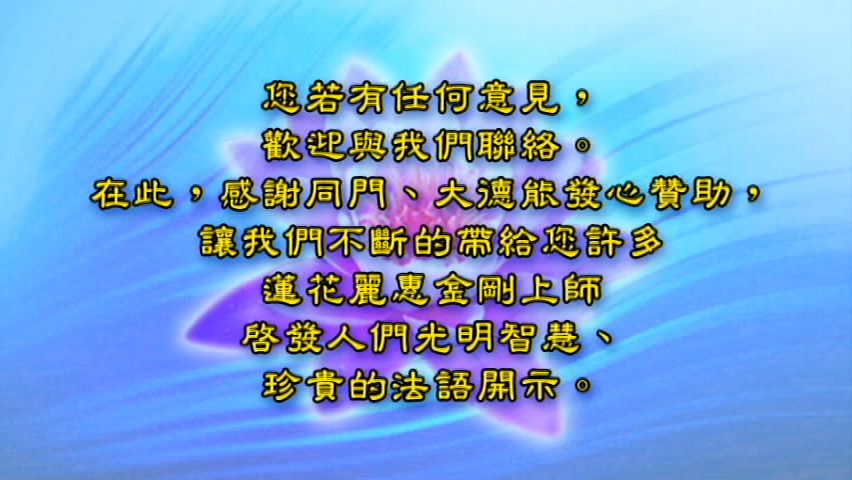 您若有任何意見，
歡迎與我們聯絡。
在此，感謝同門、大德能發心贊助，
讓我們不斷的帶給您許多
蓮花麗惠金剛上師
啓發人們光明智慧、
珍貴的法語開示。